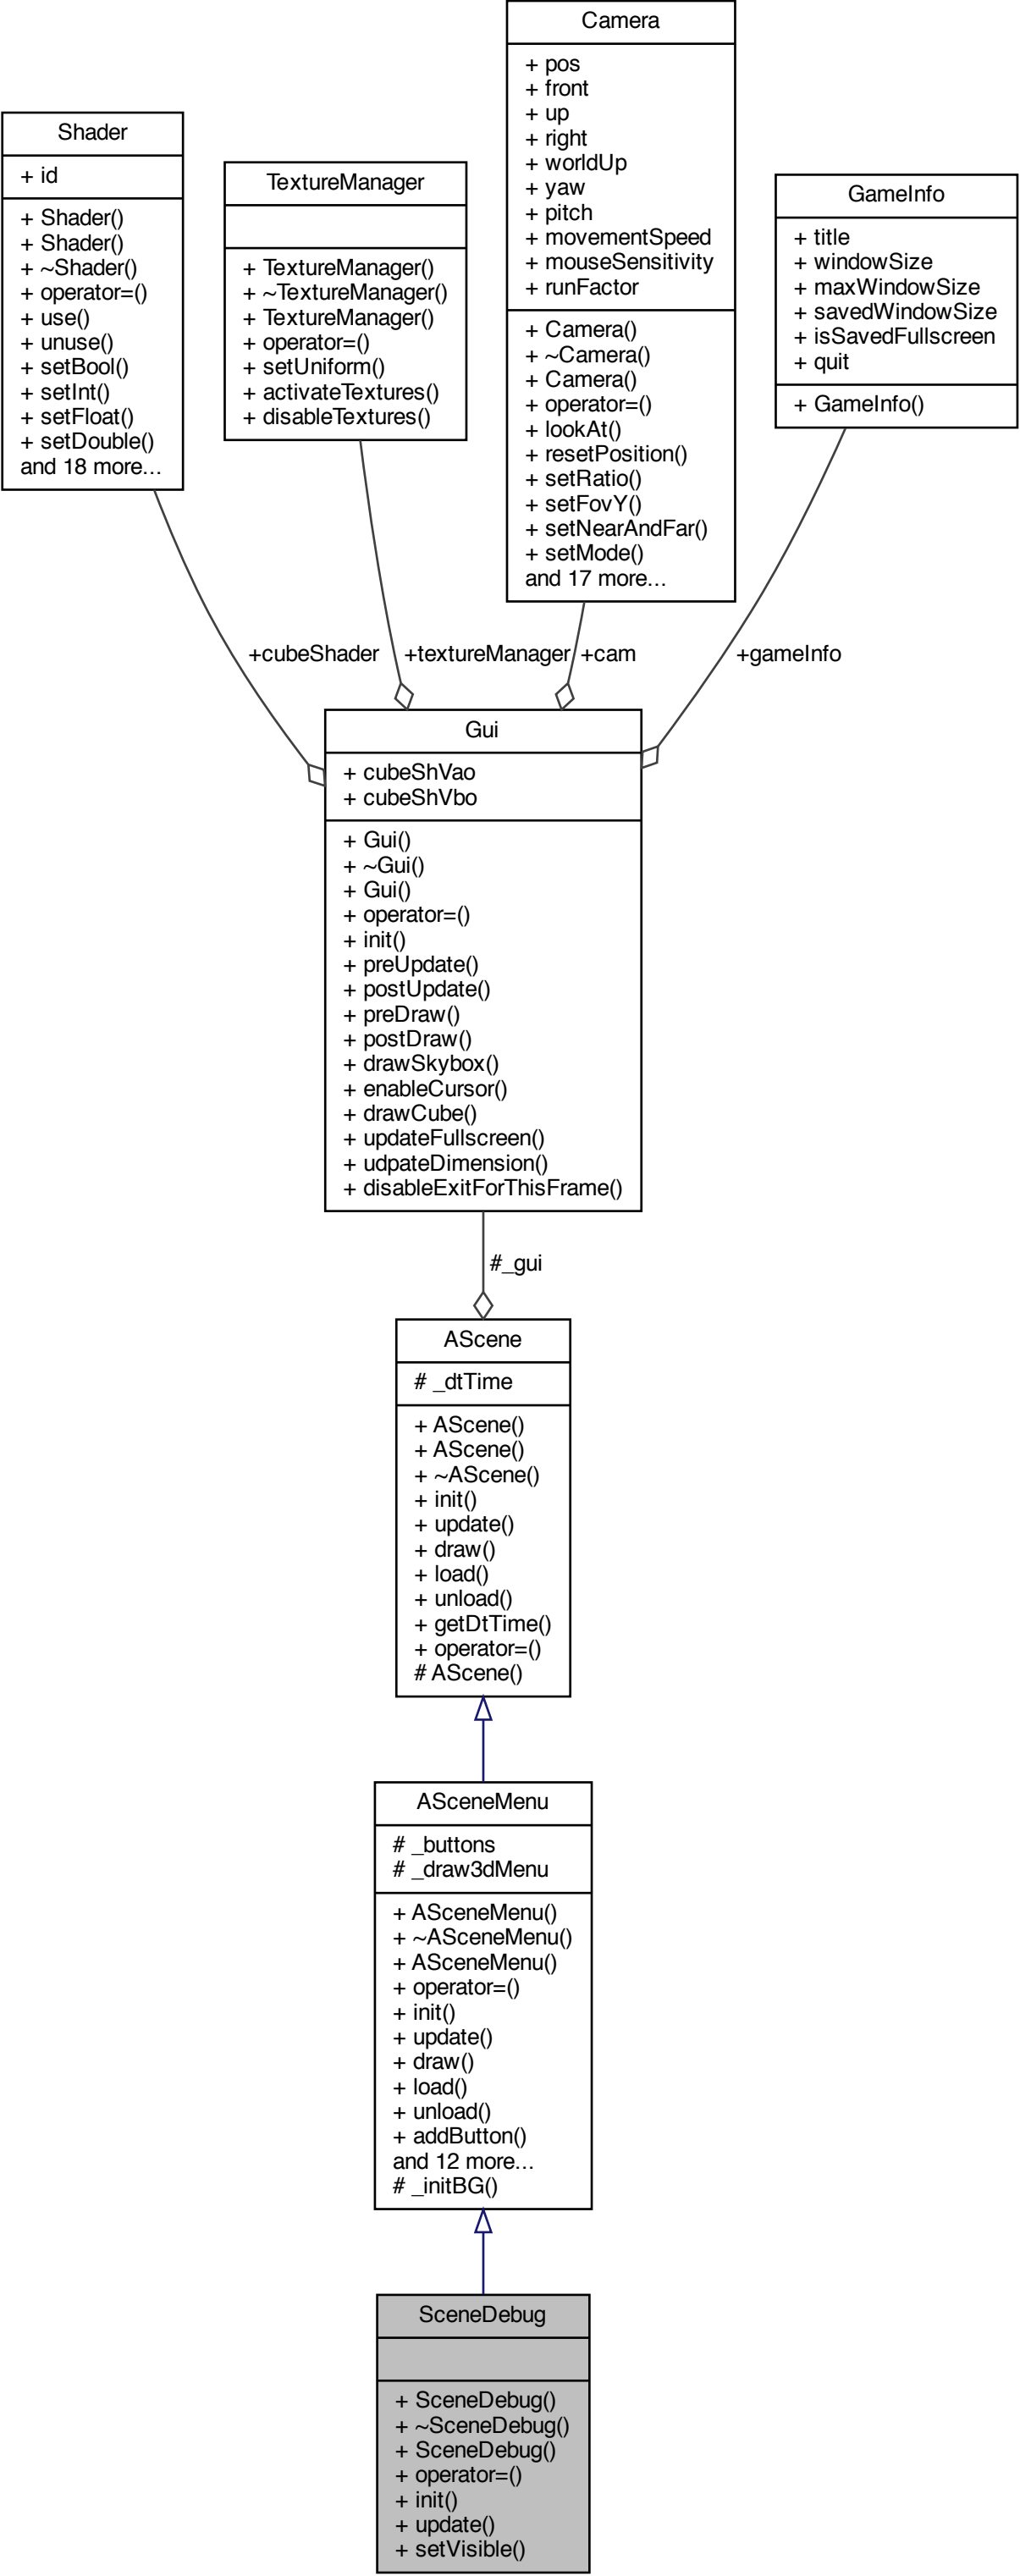 Camera
+ pos
+ front
+ up
+ right
+ worldUp
+ yaw
+ pitch
+ movementSpeed
+ mouseSensitivity
+ runFactor
+ Camera()
+ ~Camera()
+ Camera()
+ operator=()
+ lookAt()
+ resetPosition()
+ setRatio()
+ setFovY()
+ setNearAndFar()
+ setMode()
and 17 more...
Shader
+ id
+ Shader()
+ Shader()
+ ~Shader()
+ operator=()
+ use()
+ unuse()
+ setBool()
+ setInt()
+ setFloat()
+ setDouble()
and 18 more...
TextureManager
+ TextureManager()
+ ~TextureManager()
+ TextureManager()
+ operator=()
+ setUniform()
+ activateTextures()
+ disableTextures()
GameInfo
+ title
+ windowSize
+ maxWindowSize
+ savedWindowSize
+ isSavedFullscreen
+ quit
+ GameInfo()
+cubeShader
+textureManager
+cam
+gameInfo
Gui
+ cubeShVao
+ cubeShVbo
+ Gui()
+ ~Gui()
+ Gui()
+ operator=()
+ init()
+ preUpdate()
+ postUpdate()
+ preDraw()
+ postDraw()
+ drawSkybox()
+ enableCursor()
+ drawCube()
+ updateFullscreen()
+ udpateDimension()
+ disableExitForThisFrame()
#_gui
AScene
# _dtTime
+ AScene()
+ AScene()
+ ~AScene()
+ init()
+ update()
+ draw()
+ load()
+ unload()
+ getDtTime()
+ operator=()
# AScene()
ASceneMenu
# _buttons
# _draw3dMenu
+ ASceneMenu()
+ ~ASceneMenu()
+ ASceneMenu()
+ operator=()
+ init()
+ update()
+ draw()
+ load()
+ unload()
+ addButton()
and 12 more...
# _initBG()
SceneDebug
+ SceneDebug()
+ ~SceneDebug()
+ SceneDebug()
+ operator=()
+ init()
+ update()
+ setVisible()